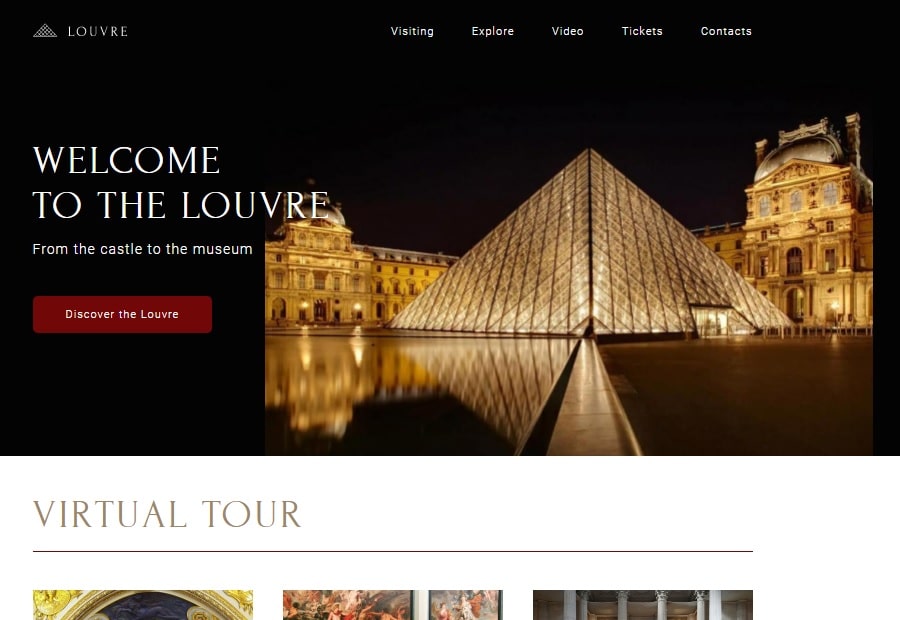 LOUVRE
Visiting Explore Video Tickets Contacts
WELCOME
TO THE LOUVRE
From the castle to the museum
Discover the Louvre
VIRTUAL TOUR